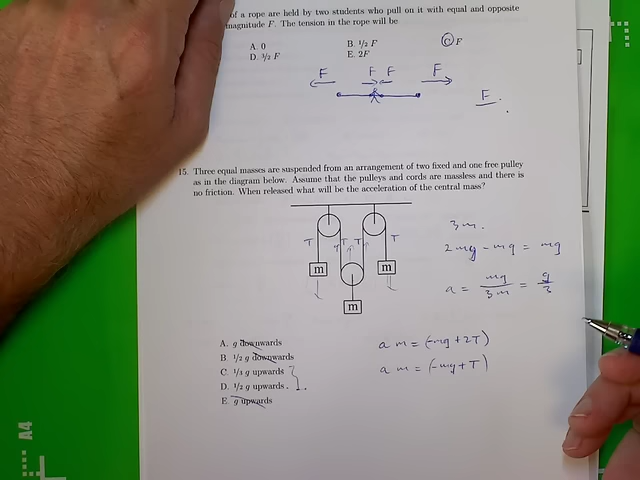 of a rope are held by two students who pull on it with equal and opposite
magnitude F. The tension in the rope will be
A. 0 B. 1/2 F C F
D. 3/2 F E. 2F
F F F F
F.
15. Three equal masses are suspended from an arrangement of two fixed and one free pulley
as in the diagram below. Assume that the pulleys and cords are massless and there is
no friction. When released what will be the acceleration of the central mass?
T T T T
m m
m
3m.
2mg - mg = mg
a = mg/3m = g/3
A. g downwards
B. 1/2 g downwards
C. 1/3 g upwards
D. 1/2 g upwards.
E. g upwards
a m = (-mg + 2T)
a m = (-mg + T)
A4